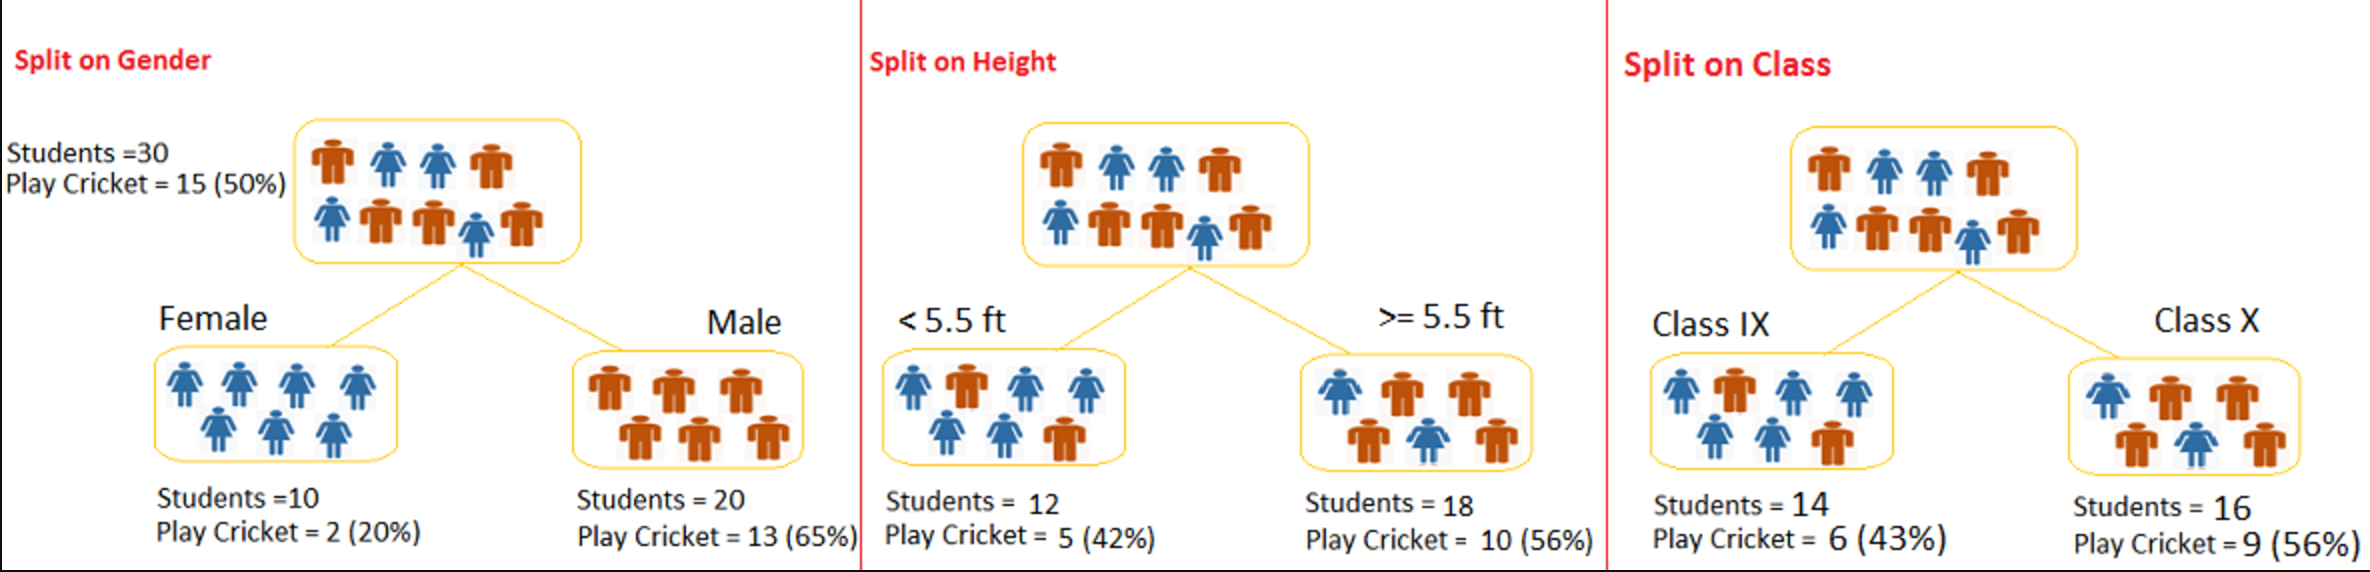 Split on Gender
Students =30
Play Cricket = 15 (50%)
Female
Male
Students =10
Play Cricket = 2 (20%)
Students = 20
Play Cricket = 13 (65%)
Split on Height
< 5.5 ft
>= 5.5 ft
Students = 12
Play Cricket = 5 (42%)
Students = 18
Play Cricket = 10 (56%)
Split on Class
Class IX
Class X
Students = 14
Play Cricket = 6 (43%)
Students = 16
Play Cricket = 9 (56%)